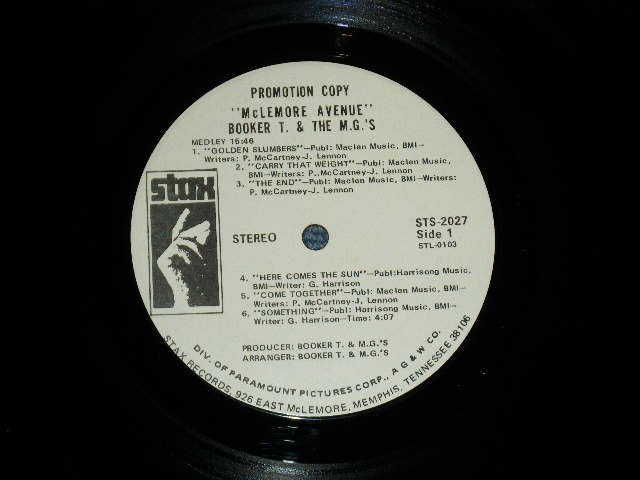 PROMOTION COPY
"McLEMORE AVENUE"
BOOKER T. & THE M.G.'S
MEDLEY 16:46
1. "GOLDEN SLUMBERS"—Publ: Maclen Music, BMI—
Writers: P. McCartney-J. Lennon
2. "CARRY THAT WEIGHT"—Publ: Maclen Music,
BMI—Writers: P. McCartney-J. Lennon
3. "THE END"—Publ: Maclen Music, BMI—Writers:
P. McCartney-J. Lennon
stax
STEREO
STS-2027
Side 1
STL-0103
4. "HERE COMES THE SUN"—Publ:Harrisong Music,
BMI—Writer: G. Harrison
5. "COME TOGETHER"—Publ: Maclen Music, BMI—
Writers: P. McCartney-J. Lennon
6. "SOMETHING"—Publ: Harrisong Music, BMI—
Writer: G. Harrison—Time: 4:07
PRODUCER: BOOKER T. & M.G.'S
ARRANGER: BOOKER T. & M.G.'S
DIV. OF PARAMOUNT PICTURES CORP., A G & W CO.
STAX RECORDS, 926 EAST McLEMORE, MEMPHIS, TENNESSEE 38106